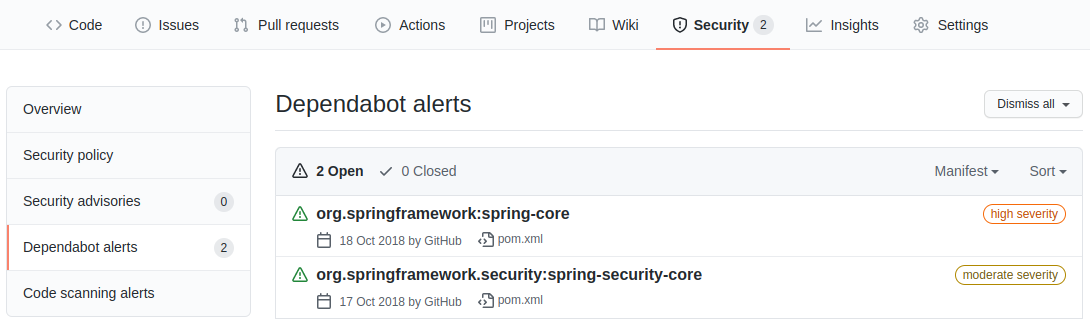 Code Issues Pull requests Actions Projects Wiki Security 2 Insights Settings
Overview
Security policy
Security advisories 0
Dependabot alerts 2
Code scanning alerts
Dependabot alerts Dismiss all
2 Open 0 Closed Manifest Sort
org.springframework:spring-core high severity
18 Oct 2018 by GitHub pom.xml
org.springframework.security:spring-security-core moderate severity
17 Oct 2018 by GitHub pom.xml